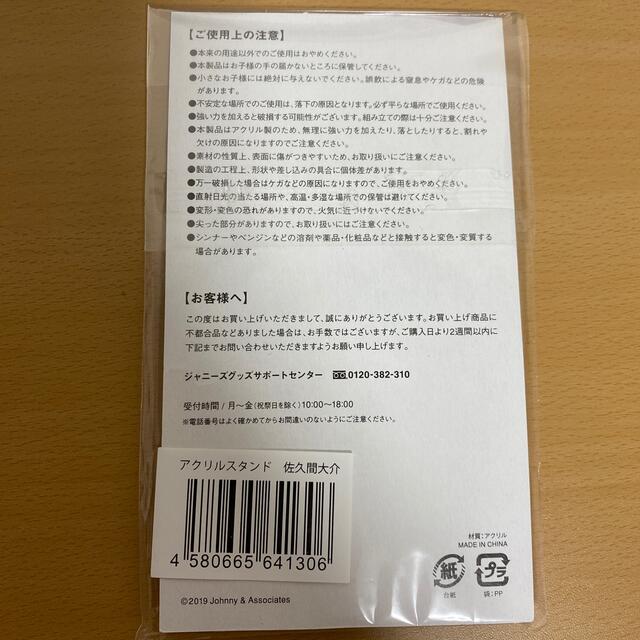 【ご使用上の注意】
●本来の用途以外でのご使用はおやめください。
●本製品はお子様の手の届かないところに保管してください。
●小さなお子様には絶対に与えないでください。誤飲による窒息やケガなどの危険
があります。
●不安定な場所でのご使用は、落下の原因となります。必ず平らな場所でご使用ください。
●強い力を加えると破損する可能性がございます。組み立ての際は十分ご注意ください。
●本製品はアクリル製のため、無理に強い力を加えたり、落としたりすると、割れや
欠けの原因になりますのでご注意ください。
●素材の性質上、表面に傷がつきやすいため、お取り扱いにご注意ください。
●製造の工程上、形状や差し込みの具合に個体差があります。
●万一破損した場合はケガなどの原因になりますので、ご使用をおやめください。
●直射日光の当たる場所や、高温・多湿な場所での保管は避けてください。
●変形・変色の恐れがありますので、火気に近づけないでください。
●尖った部分がありますので、お取り扱いにはご注意ください。
●シンナーやベンジンなどの溶剤や薬品・化粧品などと接触すると変色・変質する
場合があります。
【お客様へ】
この度はお買い上げいただきまして、誠にありがとうございます。お買い上げ商品に
不都合品などありました場合は、お手数ではございますが、ご購入日より2週間以内に
下記までお問い合わせいただきますようお願い申し上げます。
ジャニーズグッズサポートセンター 0120-382-310
受付時間/月〜金(祝祭日を除く)10:00〜18:00
※電話番号はよく確かめてからお間違いのないようにご注意ください。
アクリルスタンド 佐久間大介
4 580665 641306
材質:アクリル
MADE IN CHINA
紙
プラ
台紙
袋:PP
©2019 Johnny & Associates